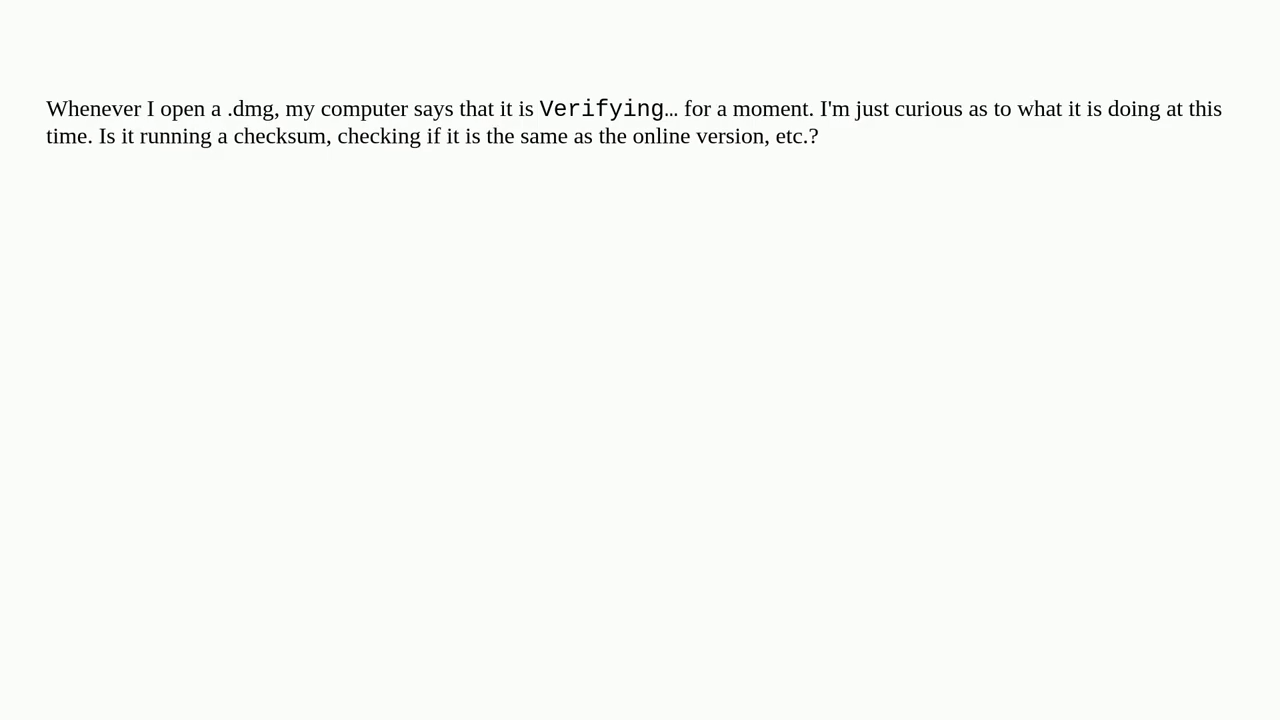 Whenever I open a .dmg, my computer says that it is Verifying... for a moment. I'm just curious as to what it is doing at this
time. Is it running a checksum, checking if it is the same as the online version, etc.?